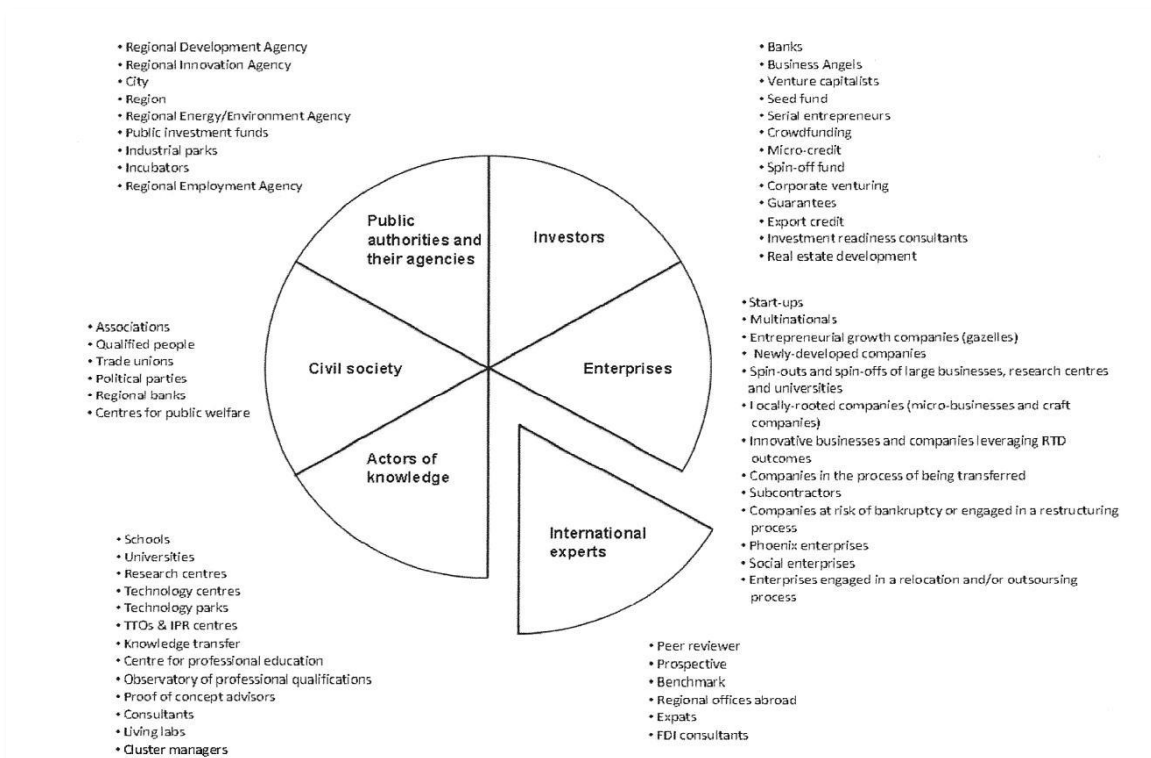 • Regional Development Agency
• Regional Innovation Agency
• City
• Region
• Regional Energy/Environment Agency
• Public investment funds
• Industrial parks
• Incubators
• Regional Employment Agency
• Banks
• Business Angels
• Venture capitalists
• Seed fund
• Serial entrepreneurs
• Crowdfunding
• Micro-credit
• Spin-off fund
• Corporate venturing
• Guarantees
• Export credit
• Investment readiness consultants
• Real estate development
Public
authorities and
their agencies
Investors
• Associations
• Qualified people
• Trade unions
• Political parties
• Regional banks
• Centres for public welfare
Civil society
Enterprises
• Start-ups
• Multinationals
• Entrepreneurial growth companies (gazelles)
• Newly-developed companies
• Spin-outs and spin-offs of large businesses, research centres
and universities
• Locally-rooted companies (micro-businesses and craft
companies)
• Innovative businesses and companies leveraging RTD
outcomes
• Companies in the process of being transferred
• Subcontractors
• Companies at risk of bankruptcy or engaged in a restructuring
process
• Phoenix enterprises
• Social enterprises
• Enterprises engaged in a relocation and/or outsoursing
process
Actors of
knowledge
International
experts
• Schools
• Universities
• Research centres
• Technology centres
• Technology parks
• TTOs & IPR centres
• Knowledge transfer
• Centre for professional education
• Observatory of professional qualifications
• Proof of concept advisors
• Consultants
• Living labs
• Cluster managers
• Peer reviewer
• Prospective
• Benchmark
• Regional offices abroad
• Expats
• FDI consultants